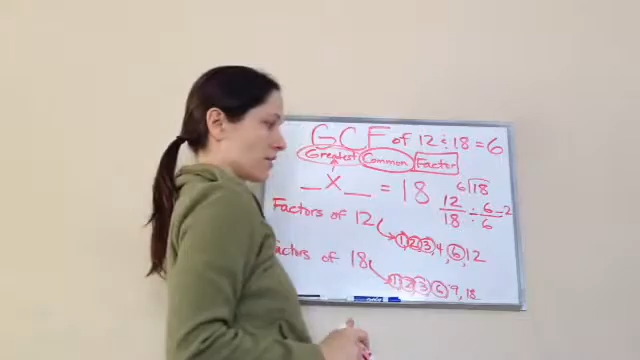 GCF of 12 & 18 = 6
Greatest Common Factor
_ X _ = 18
6 18
12/18 ÷ 6/6 = 2
Factors of 12 1, 2, 3, 4, 6, 12
actors of 18 1, 2, 3, 6, 9, 18